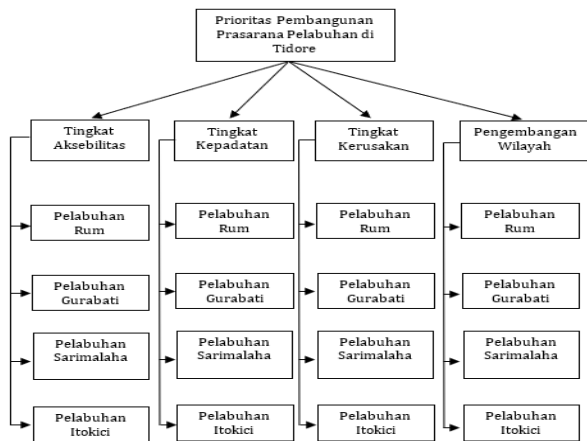 Prioritas Pembangunan
Prasarana Pelabuhan di
Tidore
Tingkat
Aksebilitas
Tingkat
Kepadatan
Tingkat
Kerusakan
Pengembangan
Wilayah
Pelabuhan
Rum
Pelabuhan
Rum
Pelabuhan
Rum
Pelabuhan
Rum
Pelabuhan
Gurabati
Pelabuhan
Gurabati
Pelabuhan
Gurabati
Pelabuhan
Gurabati
Pelabuhan
Sarimalaha
Pelabuhan
Sarimalaha
Pelabuhan
Sarimalaha
Pelabuhan
Sarimalaha
Pelabuhan
Itokici
Pelabuhan
Itokici
Pelabuhan
Itokici
Pelabuhan
Itokici